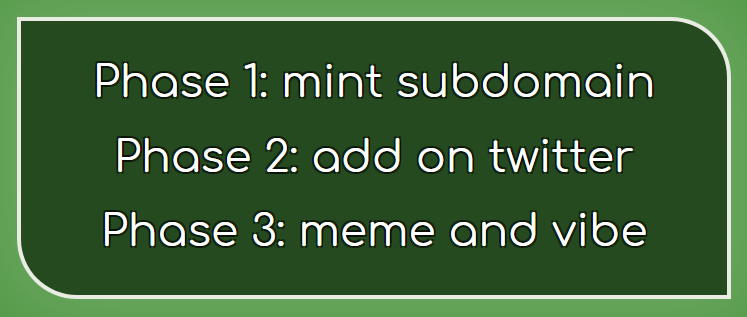 Phase 1: mint subdomain
Phase 2: add on twitter
Phase 3: meme and vibe